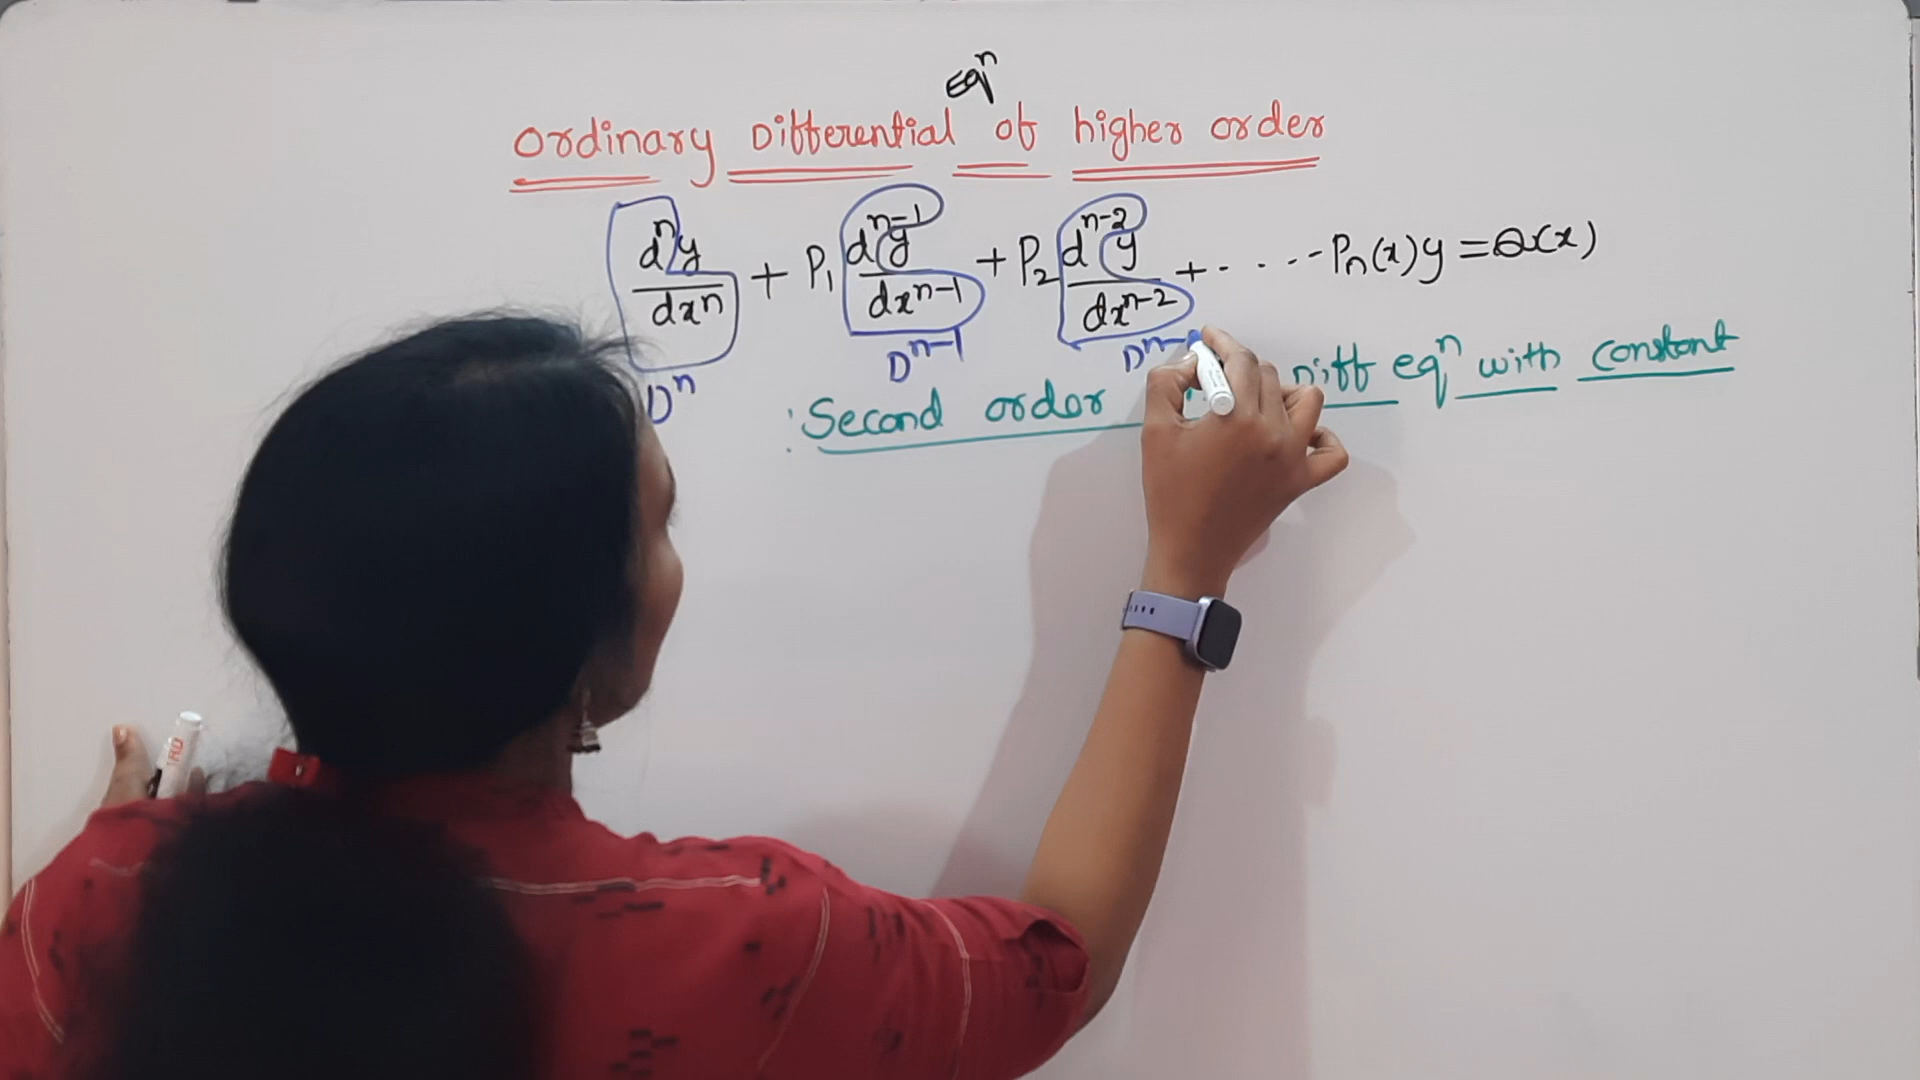 Eqⁿ
Ordinary Differential of higher order
dⁿy/dxⁿ + P₁ dⁿ⁻¹y/dxⁿ⁻¹ + P₂ dⁿ⁻²y/dxⁿ⁻² + ..... Pₙ(x)y = Q(x)
Dⁿ Dⁿ⁻¹ Dⁿ⁻
: Second order Diff eqⁿ with constant